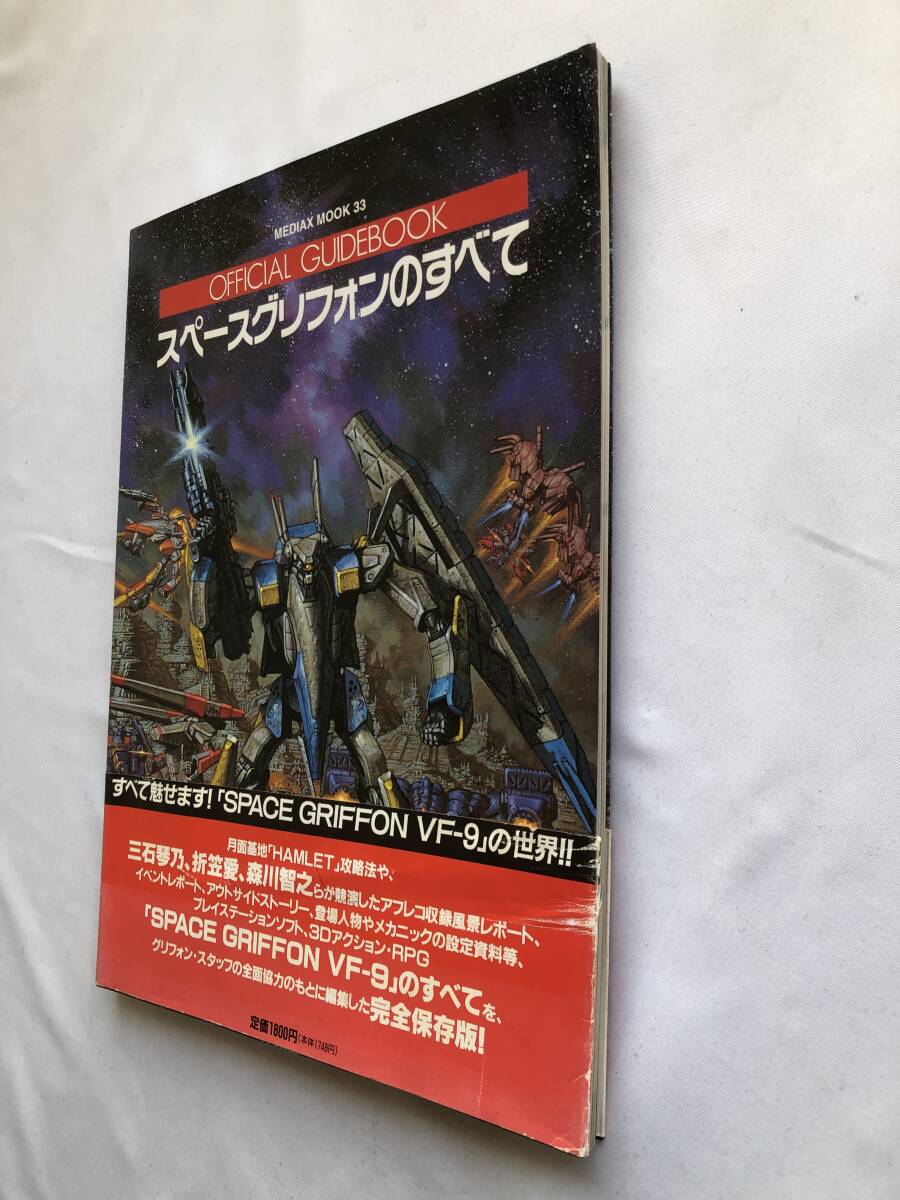 MEDIAX MOOK 33
OFFICIAL GUIDEBOOK
スペースグリフォンのすべて
すべて魅せます!「SPACE GRIFFON VF-9」の世界!!
月面基地「HAMLET」攻略法や、
三石琴乃、折笠愛、森川智之らが競演したアフレコ収録風景レポート、
イベントレポート、アウトサイドストーリー、登場人物やメカニックの設定資料等、
プレイステーションソフト、3Dアクション・RPG
「SPACE GRIFFON VF-9」のすべてを、
グリフォン・スタッフの全面協力のもとに編集した完全保存版!
定価1800円(本体1748円)